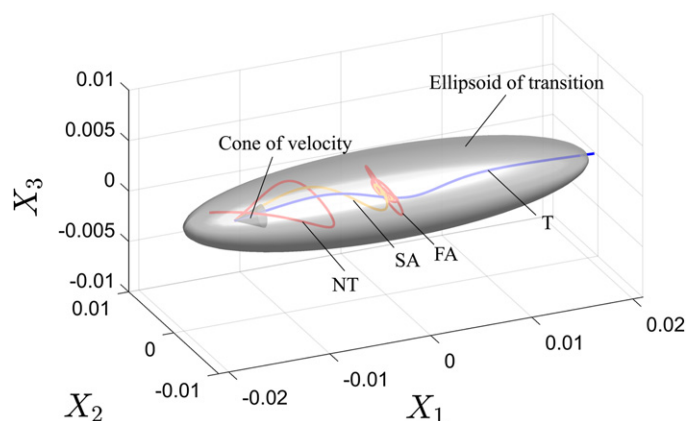 0.01
Ellipsoid of transition
0.005
Cone of velocity
0
X3
-0.005
T
FA
SA
NT
-0.01
0.01
0.02
0
0.01
0
-0.01
-0.01
-0.02
X2
X1